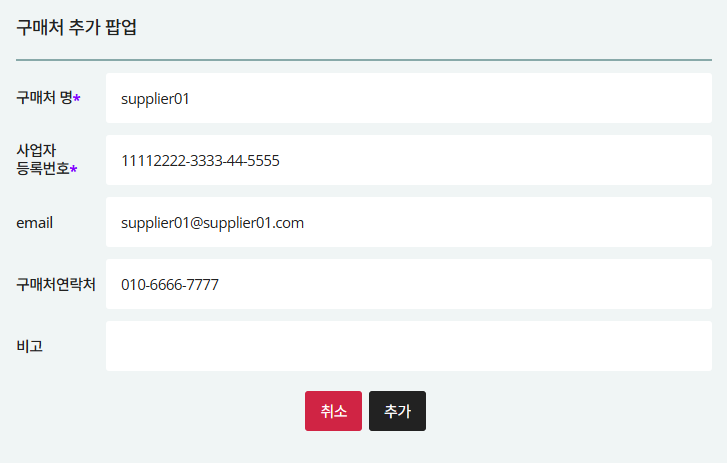 구매처 추가 팝업
구매처 명*
supplier01
사업자
등록번호*
11112222-3333-44-5555
email
supplier01@supplier01.com
구매처연락처
010-6666-7777
비고
취소
추가